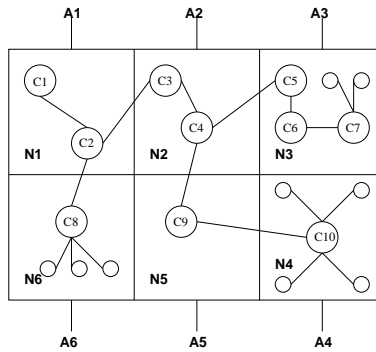 A1 A2 A3
C1 C3 C5
C2 C4 C6 C7
N1 N2 N3
C8 C9 C10
N6 N5 N4
A6 A5 A4